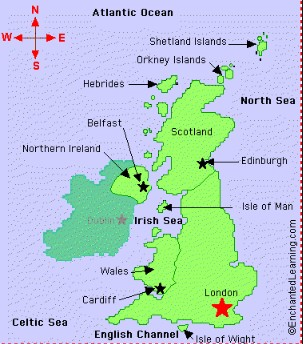 Atlantic Ocean
N
W
E
S
Shetland Islands
Orkney Islands
Hebrides
North Sea
Belfast
Scotland
Northern Ireland
Edinburgh
Isle of Man
Dublin
Irish Sea
Wales
London
Cardiff
Celtic Sea
English Channel
Isle of Wight
©EnchantedLearning.com